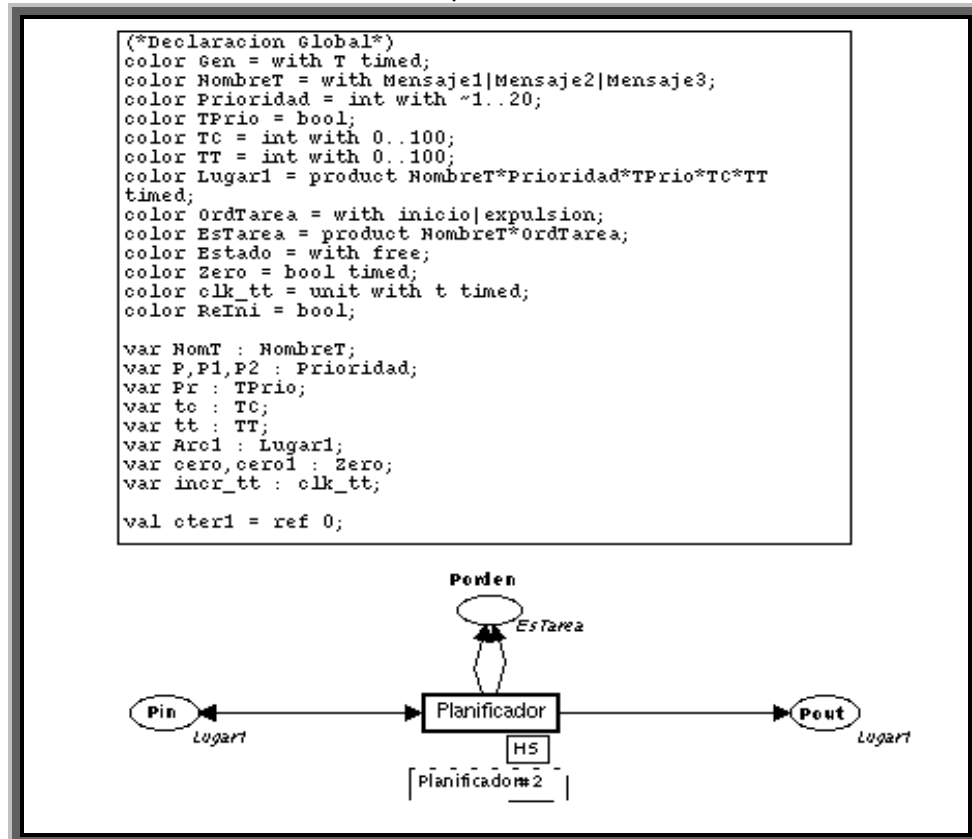 (*Declaracion Global*)
color Gen = with T timed;
color NombreT = with Mensaje1|Mensaje2|Mensaje3;
color Prioridad = int with ~1..20;
color TPrio = bool;
color TC = int with 0..100;
color TT = int with 0..100;
color Lugar1 = product NombreT*Prioridad*TPrio*TC*TT
timed;
color OrdTarea = with inicio|expulsion;
color EsTarea = product NombreT*OrdTarea;
color Estado = with free;
color Zero = bool timed;
color clk_tt = unit with t timed;
color ReIni = bool;
var NomT : NombreT;
var P,P1,P2 : Prioridad;
var Pr : TPrio;
var tc : TC;
var tt : TT;
var Arc1 : Lugar1;
var cero,cero1 : Zero;
var incr_tt : clk_tt;
val cter1 = ref 0;
Porden
EsTarea
Pin
Lugar1
Planificador
Pout
Lugar1
HS
Planificador#2